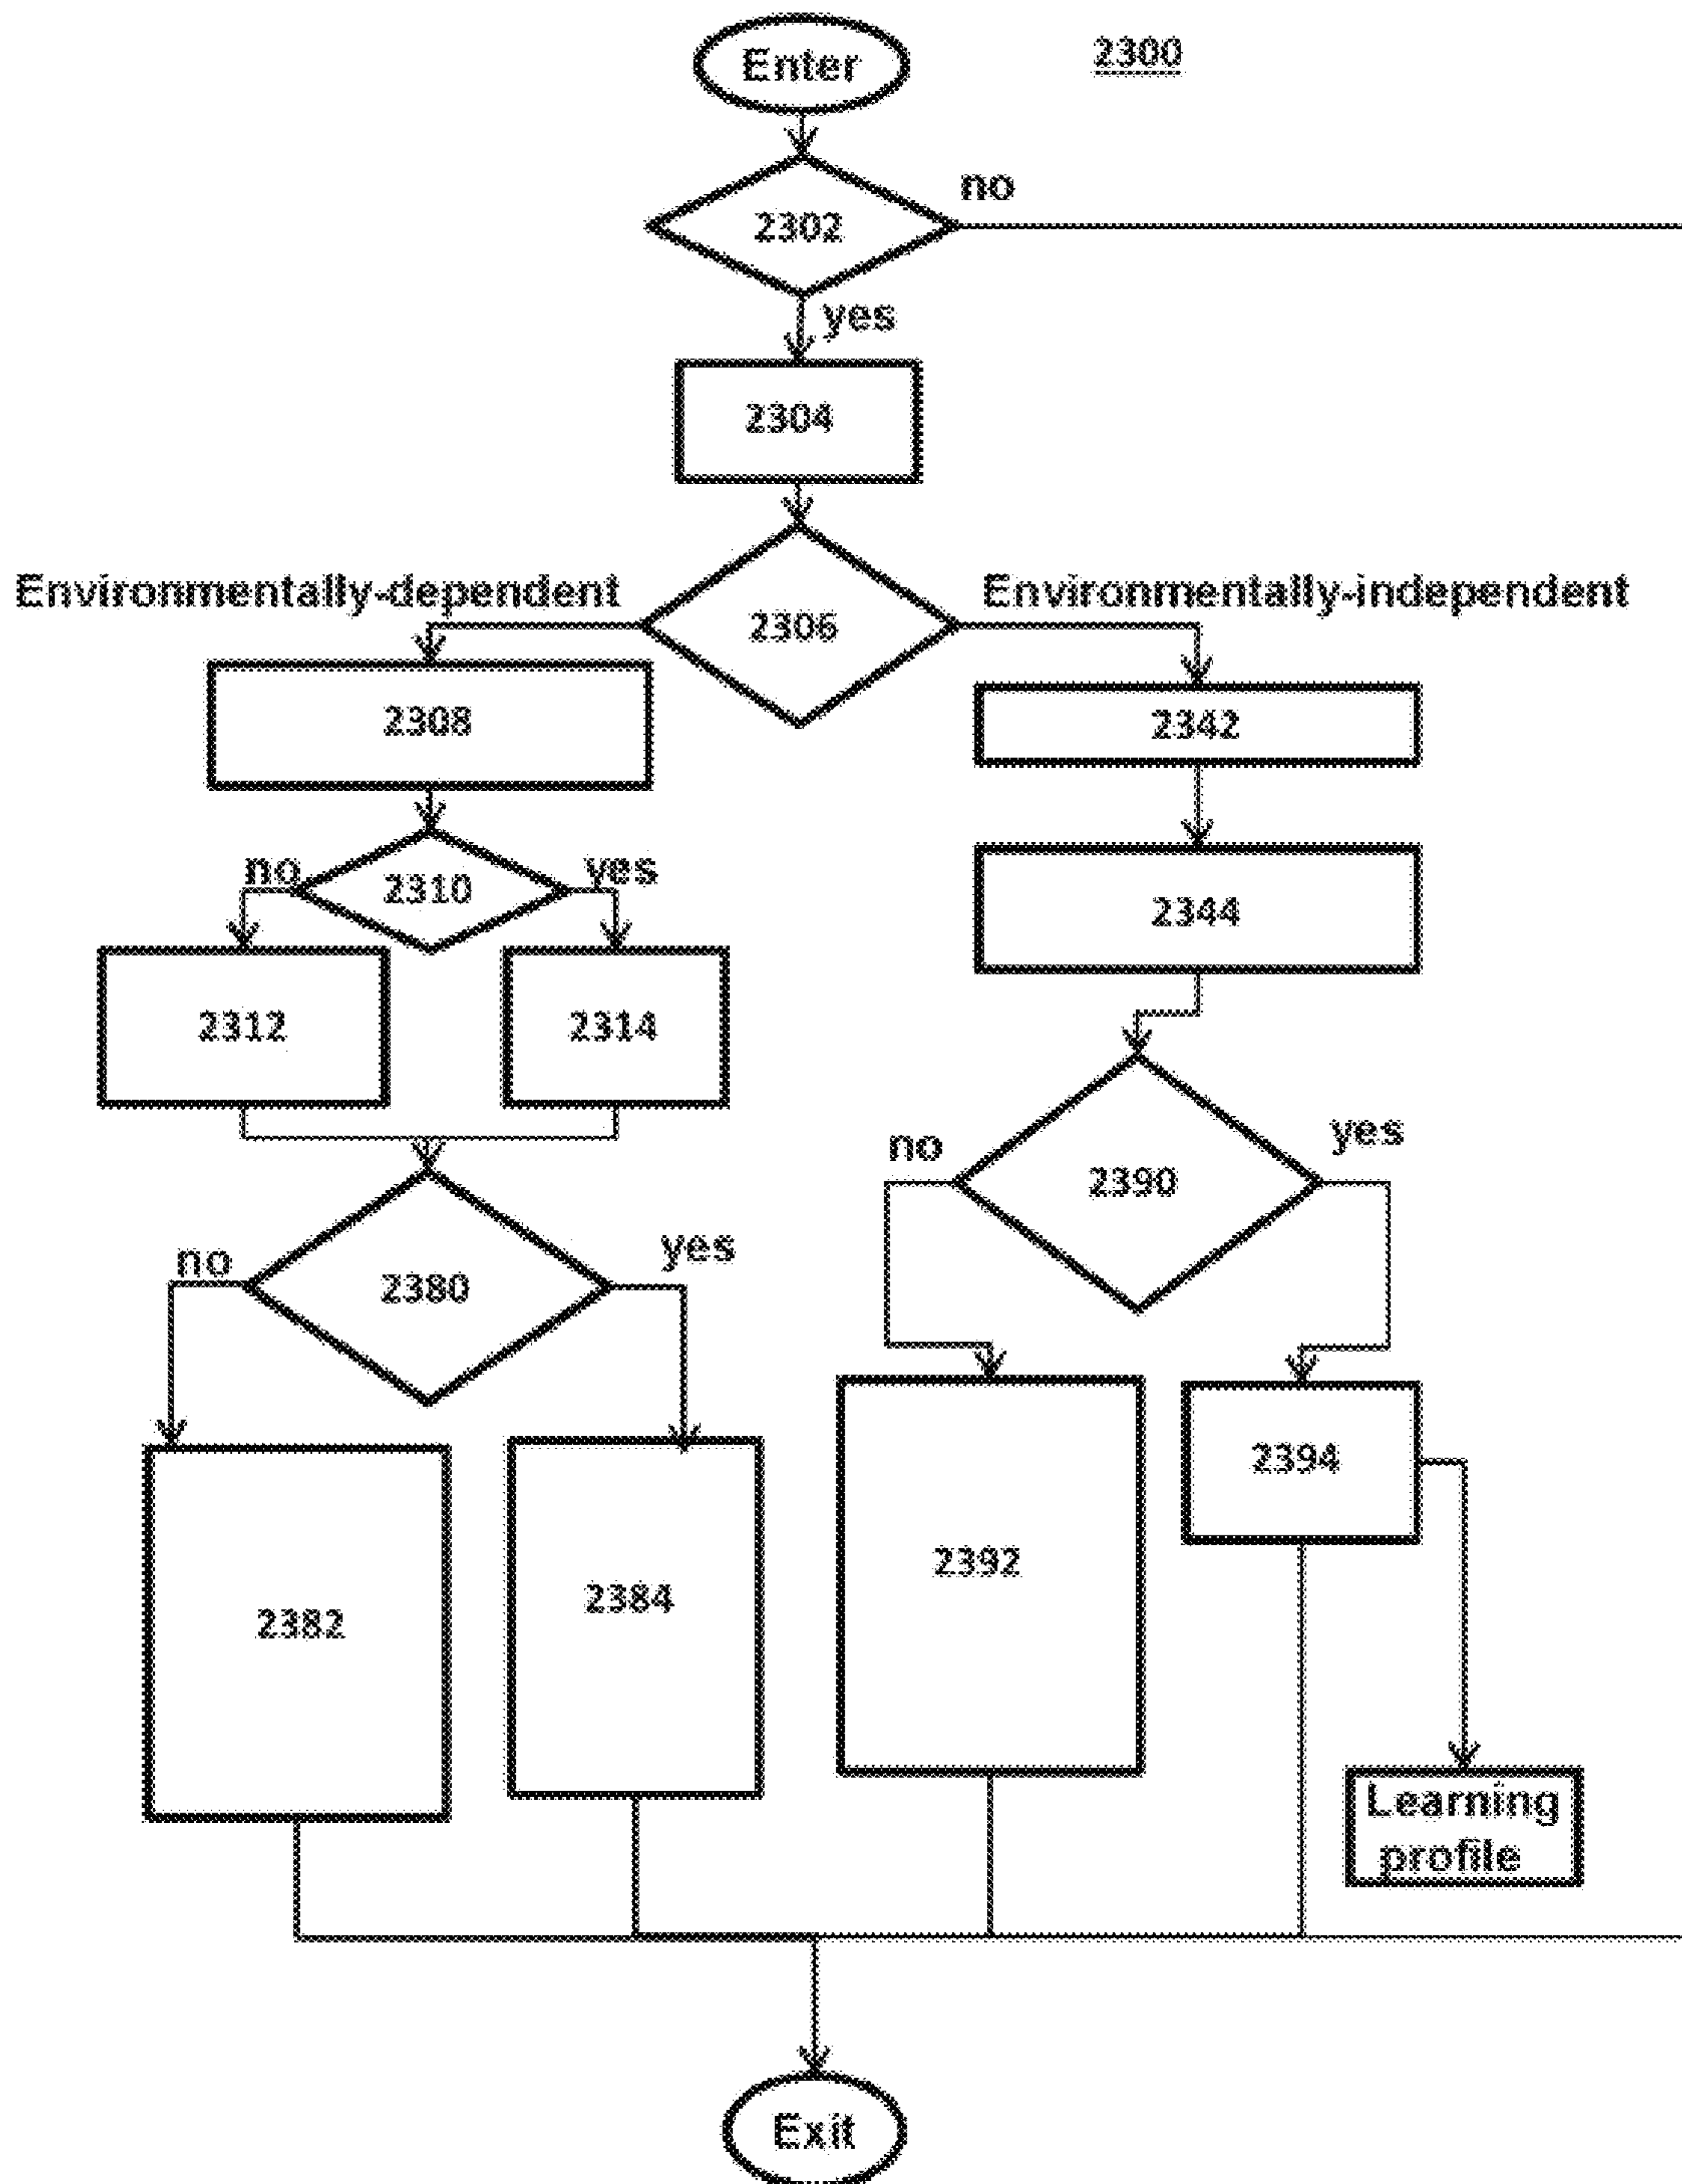 Enter
2300
no
2302
yes
2304
Environmentally-dependent
Environmentally-independent
2306
2308
2342
no
2310
yes
2344
2312
2314
no
yes
2390
no
2380
yes
2394
2392
2384
2382
Learning
profile
Exit